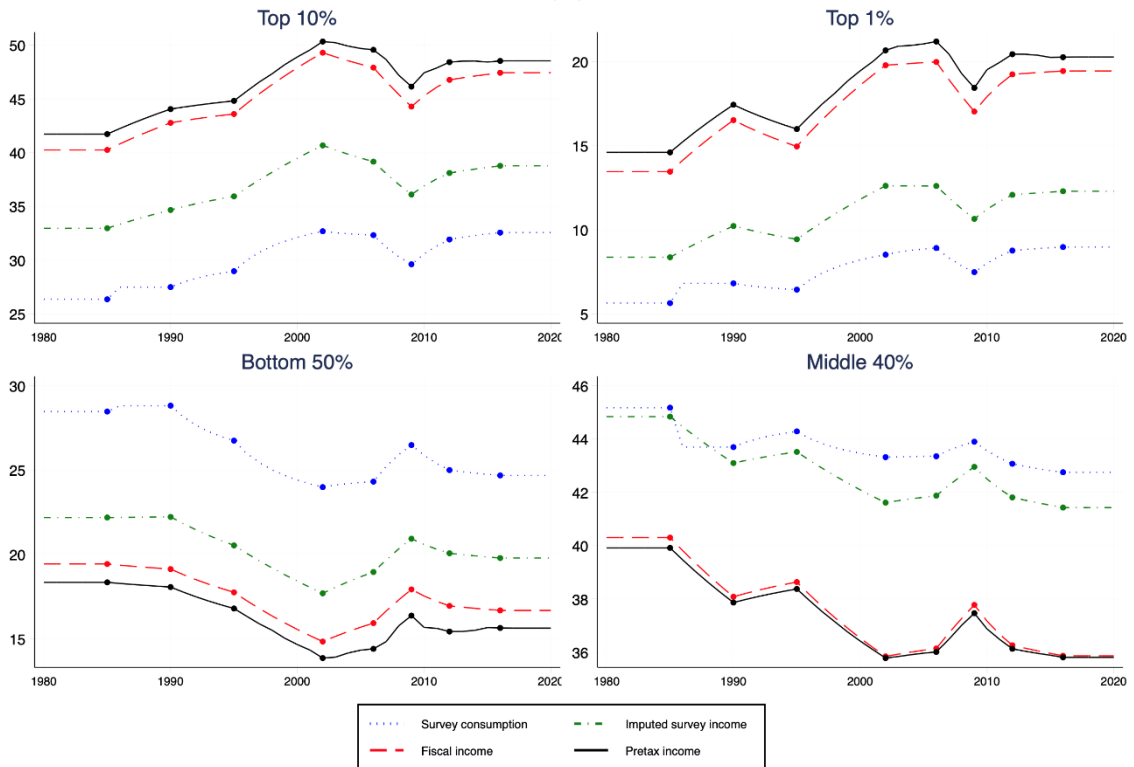 Top 10%
50
45
40
35
30
25
1980 1990 2000 2010 2020
Top 1%
20
15
10
5
1980 1990 2000 2010 2020
Bottom 50%
30
25
20
15
1980 1990 2000 2010 2020
Middle 40%
46
44
42
40
38
36
1980 1990 2000 2010 2020
Survey consumption Imputed survey income
Fiscal income Pretax income